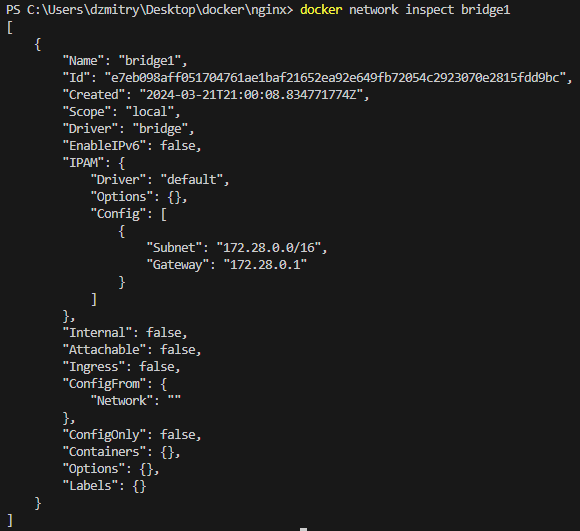 PS C:\Users\dzmitry\Desktop\docker\nginx> docker network inspect bridge1
[
    {
        "Name": "bridge1",
        "Id": "e7eb098aff051704761ae1baf21652ea92e649fb72054c2923070e2815fdd9bc",
        "Created": "2024-03-21T21:00:08.834771774Z",
        "Scope": "local",
        "Driver": "bridge",
        "EnableIPv6": false,
        "IPAM": {
            "Driver": "default",
            "Options": {},
            "Config": [
                {
                    "Subnet": "172.28.0.0/16",
                    "Gateway": "172.28.0.1"
                }
            ]
        },
        "Internal": false,
        "Attachable": false,
        "Ingress": false,
        "ConfigFrom": {
            "Network": ""
        },
        "ConfigOnly": false,
        "Containers": {},
        "Options": {},
        "Labels": {}
    }
]